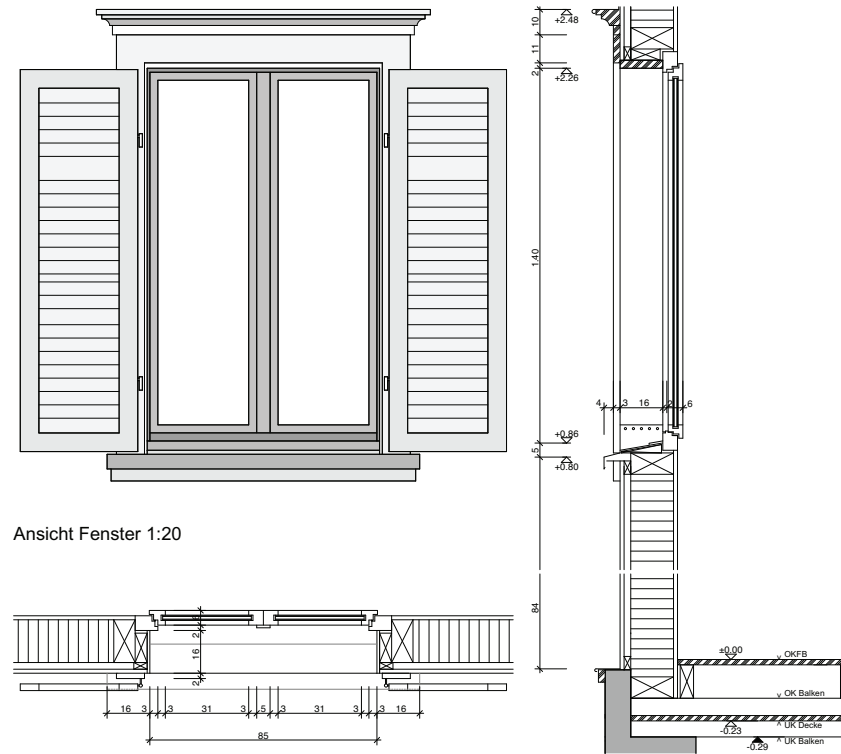 10
+2.48
11
2
+2.26
1.40
4 3 16 2 6
+0.86
5
+0.80
Ansicht Fenster 1:20
84
2
16
2
±0.00
OKFB
OK Balken
UK Decke
-0.23
UK Balken
-0.29
16 3 3 31 3 5 3 31 3 3 16
85